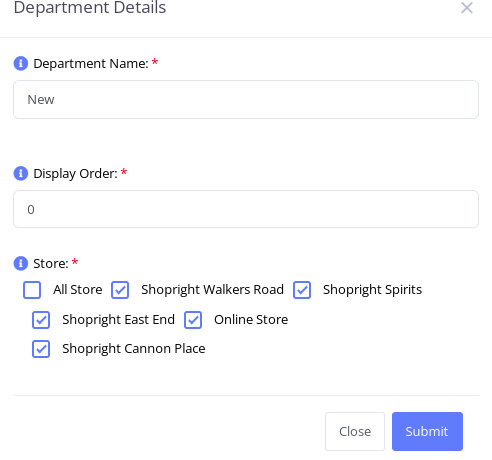 Department Details
Department Name: *
New
Display Order: *
0
Store: *
All Store Shopright Walkers Road Shopright Spirits
Shopright East End Online Store
Shopright Cannon Place
Close Submit